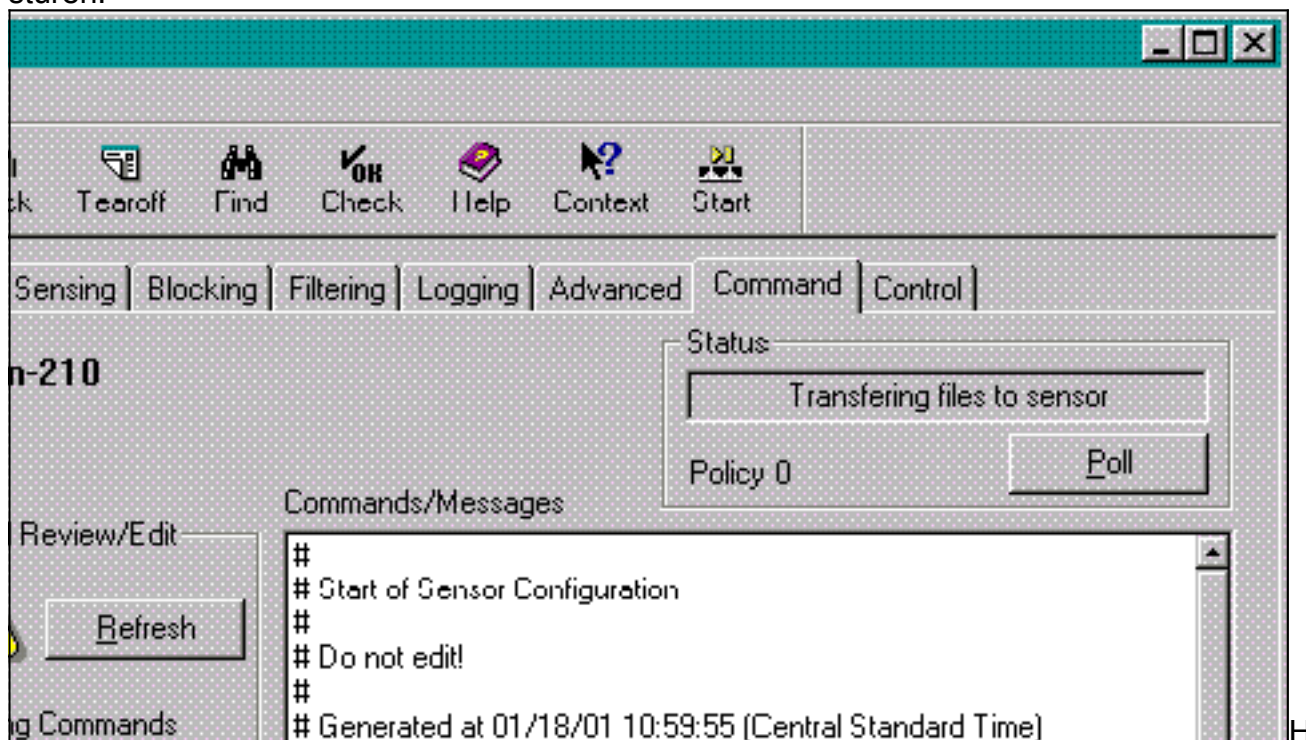 Tearoff Find Check Help Context Start
OK
Sensing Blocking Filtering Logging Advanced Command Control
n-210
Status
Transfering files to sensor
Policy 0
Poll
Commands/Messages
Review/Edit
Refresh
#
# Start of Sensor Configuration
#
# Do not edit!
#
# Generated at 01/18/01 10:59:55 (Central Standard Time)
Commands